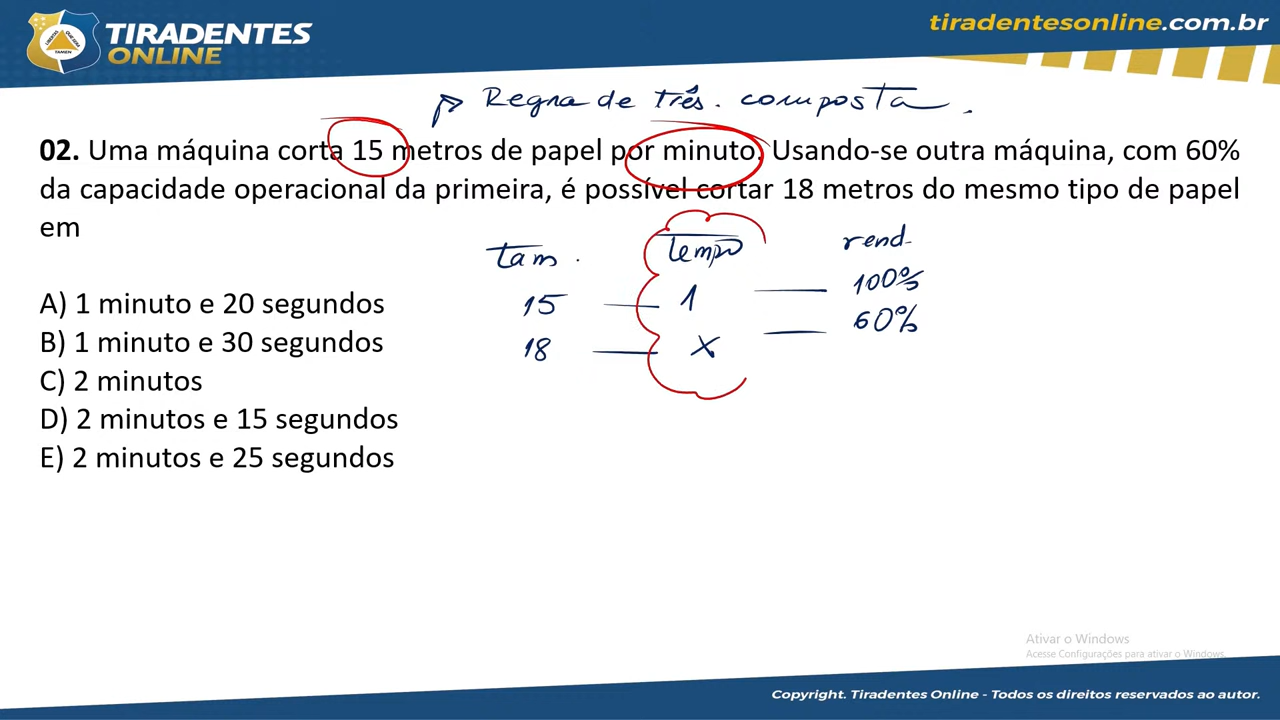 TIRADENTES
ONLINE
tiradentesonline.com.br
Regra de três composta.
02. Uma máquina corta 15 metros de papel por minuto. Usando-se outra máquina, com 60%
da capacidade operacional da primeira, é possível cortar 18 metros do mesmo tipo de papel
em
tam. tempo rend.
15 — 1 — 100%
18 — x — 60%
A) 1 minuto e 20 segundos
B) 1 minuto e 30 segundos
C) 2 minutos
D) 2 minutos e 15 segundos
E) 2 minutos e 25 segundos
Ativar o Windows
Acesse Configurações para ativar o Windows.
Copyright. Tiradentes Online - Todos os direitos reservados ao autor.